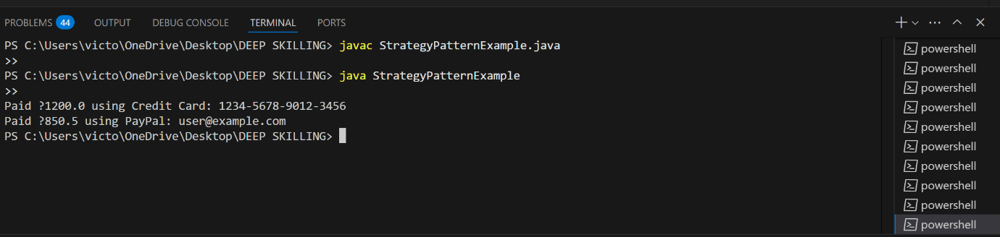 PROBLEMS 44 OUTPUT DEBUG CONSOLE TERMINAL PORTS
PS C:\Users\victo\OneDrive\Desktop\DEEP SKILLING> javac StrategyPatternExample.java
>>
PS C:\Users\victo\OneDrive\Desktop\DEEP SKILLING> java StrategyPatternExample
>>
Paid ?1200.0 using Credit Card: 1234-5678-9012-3456
Paid ?850.5 using PayPal: user@example.com
PS C:\Users\victo\OneDrive\Desktop\DEEP SKILLING>
powershell
powershell
powershell
powershell
powershell
powershell
powershell
powershell
powershell
powershell